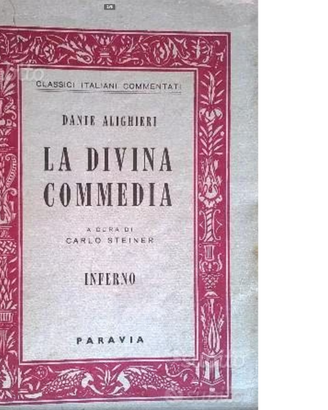 CLASSICI ITALIANI COMMENTATI
DANTE ALIGHIERI
LA DIVINA
COMMEDIA
A CURA DI
CARLO STEINER
INFERNO
PARAVIA